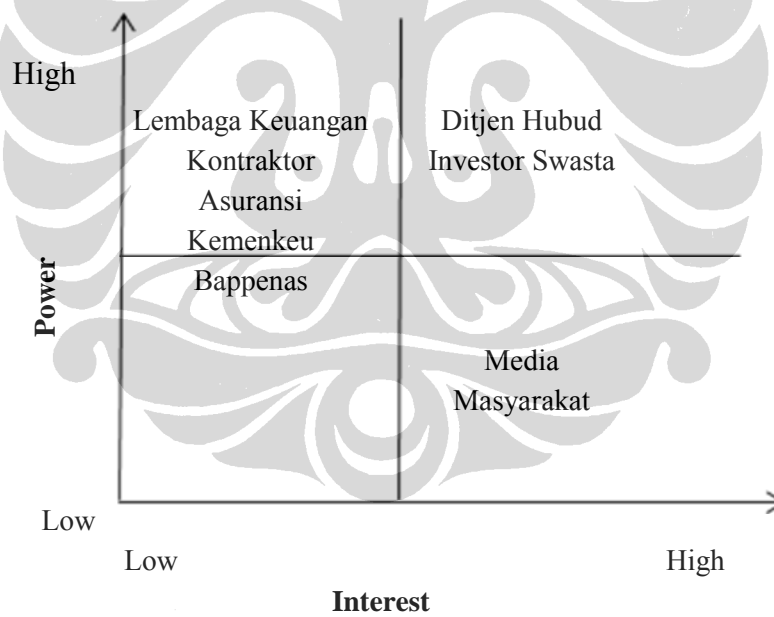 High
Lembaga Keuangan
Kontraktor
Asuransi
Kemenkeu
Bappenas
Ditjen Hubud
Investor Swasta
Power
Media
Masyarakat
Low
Low
High
Interest